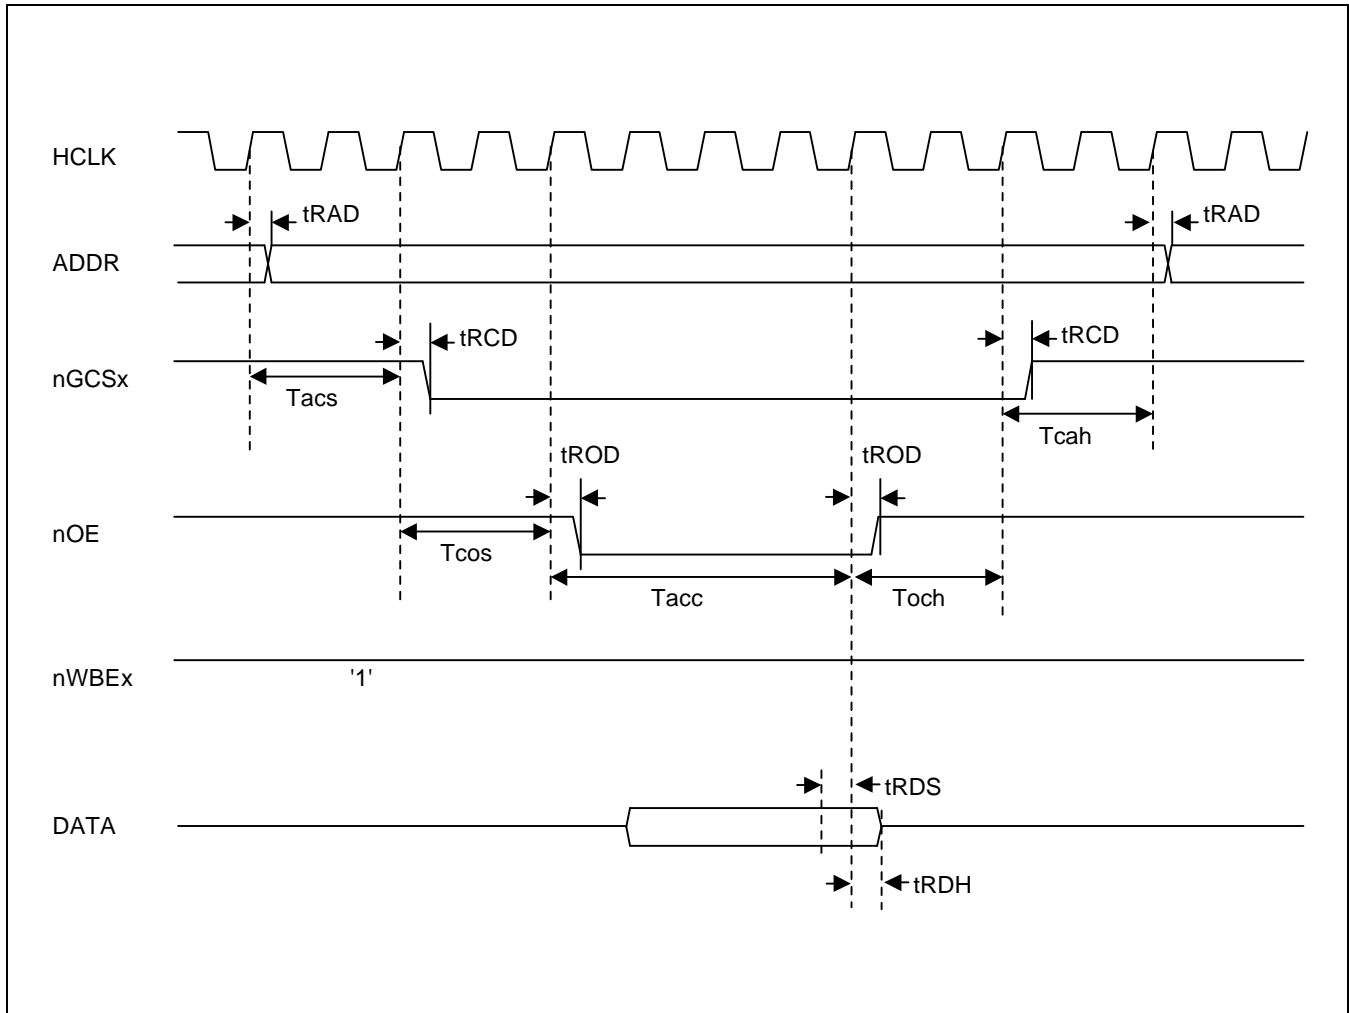 HCLK
tRAD
tRAD
ADDR
tRCD
tRCD
nGCSx
Tacs
Tcah
tROD
tROD
nOE
Tcos
Tacc
Toch
nWBEx
'1'
tRDS
DATA
tRDH